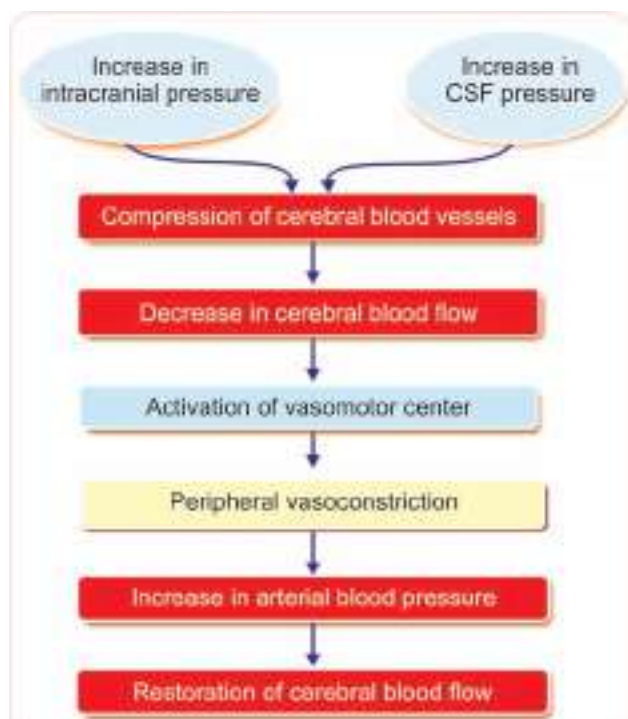 Increase in
intracranial pressure
Increase in
CSF pressure
Compression of cerebral blood vessels
Decrease in cerebral blood flow
Activation of vasomotor center
Peripheral vasoconstriction
Increase in arterial blood pressure
Restoration of cerebral blood flow